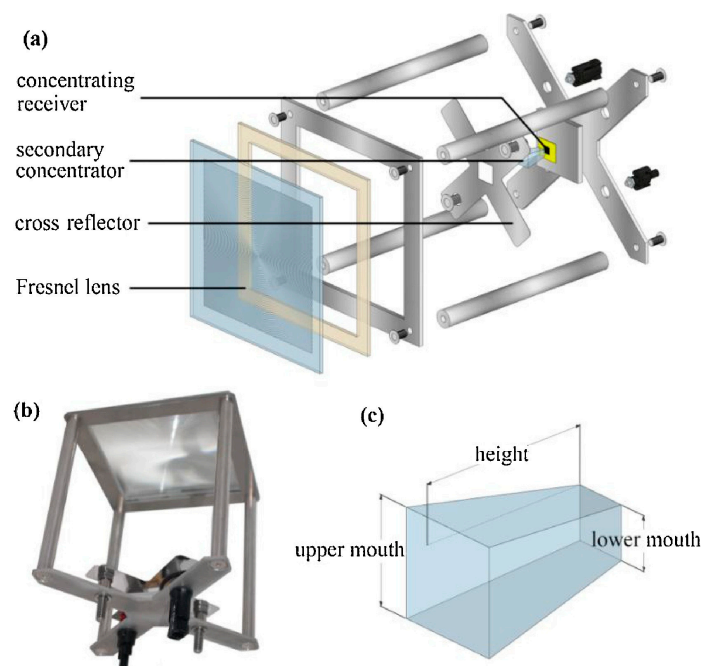 (a)
concentrating
receiver
secondary
concentrator
cross reflector
Fresnel lens
(b)
(c)
height
upper mouth
lower mouth